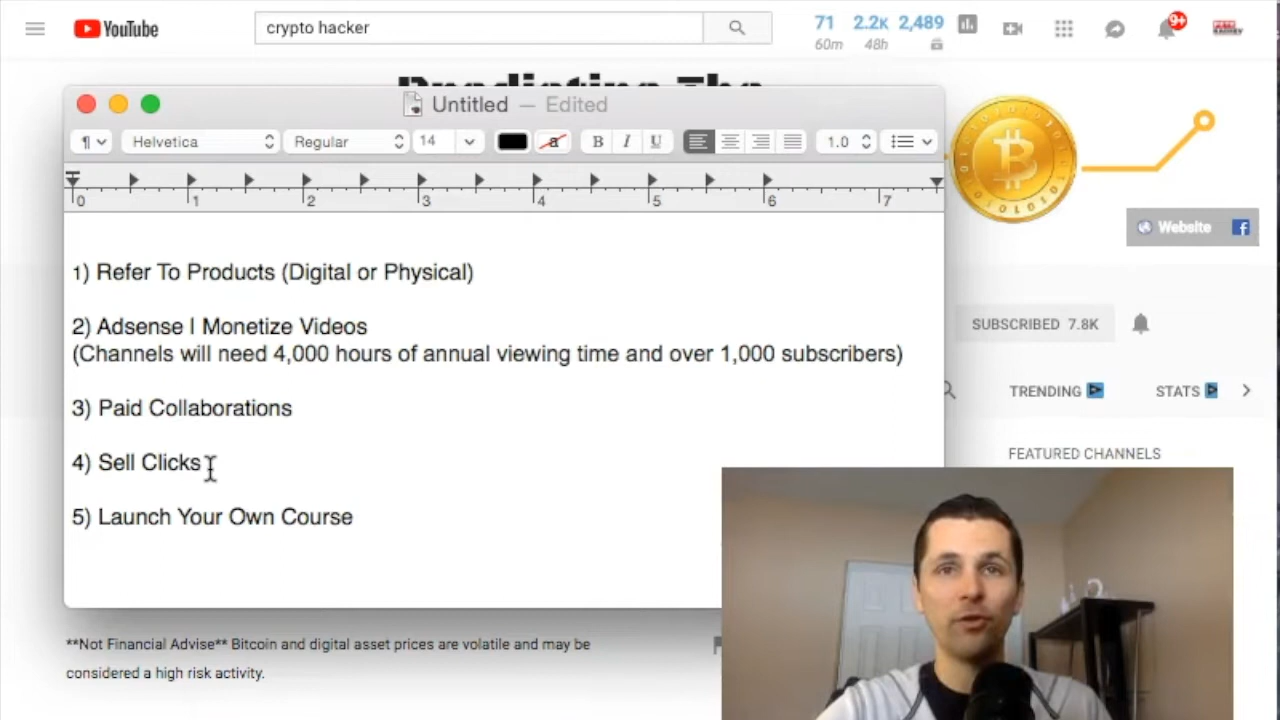 YouTube
crypto hacker
71 2.2K 2,489
60m 48h
9+
Predicting The
Untitled — Edited
Helvetica Regular 14 a B I U 1.0
0 1 2 3 4 5 6 7
Website
1) Refer To Products (Digital or Physical)
2) Adsense | Monetize Videos
SUBSCRIBED 7.8K
(Channels will need 4,000 hours of annual viewing time and over 1,000 subscribers)
TRENDING STATS
3) Paid Collaborations
FEATURED CHANNELS
4) Sell Clicks
5) Launch Your Own Course
**Not Financial Advise** Bitcoin and digital asset prices are volatile and may be
considered a high risk activity.